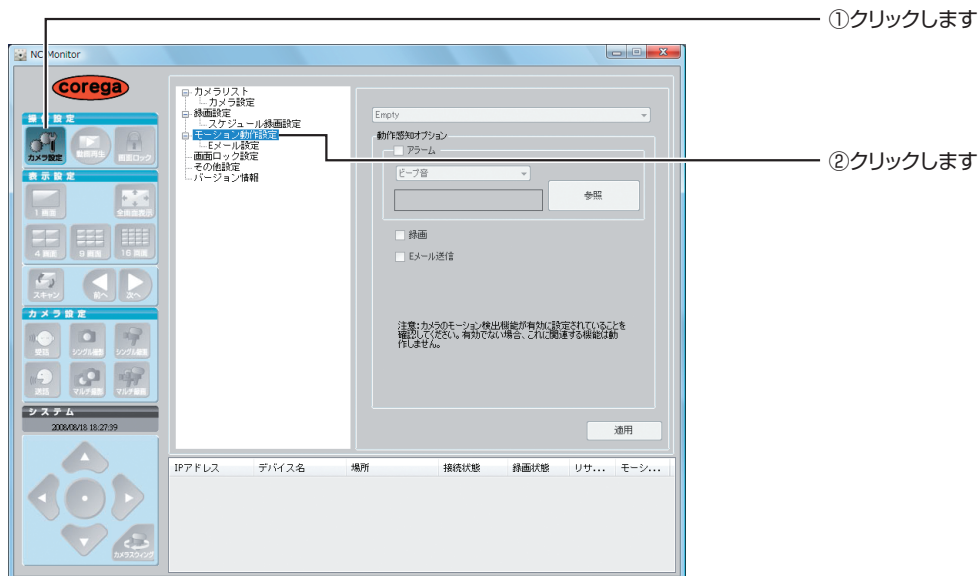 ①クリックします
NC Monitor
corega
操作設定
カメラ設定
動画再生
画面ロック
表示設定
1 画面
全画面表示
4 画面
9 画面
16 画面
スキャン
前へ
次へ
カメラ設定
受話
シングル撮影
シングル録画
送話
マルチ撮影
マルチ録画
システム
2008/08/18 18:27:39
カメラスウィング
カメラリスト
カメラ設定
録画設定
スケジュール録画設定
モーション動作設定
Eメール設定
画面ロック設定
その他設定
バージョン情報
Empty
動作感知オプション
アラーム
ビープ音
参照
録画
Eメール送信
注意:カメラのモーション検出機能が有効に設定されていることを
確認してください。有効でない場合、これに関連する機能は動
作しません。
適用
②クリックします
IPアドレス デバイス名 場所 接続状態 録画状態 リサ... モーシ...